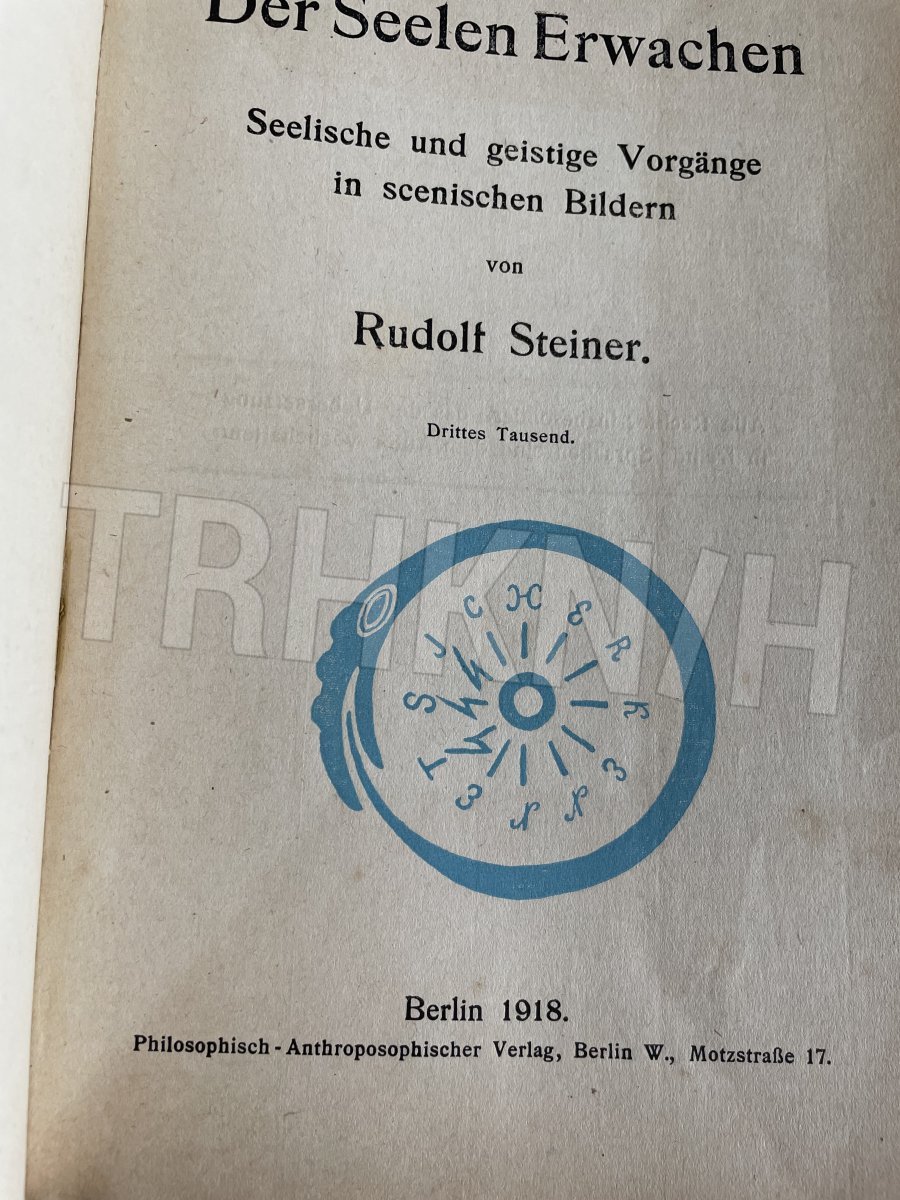 Der Seelen Erwachen
Seelische und geistige Vorgänge
in scenischen Bildern
von
Rudolf Steiner.
Drittes Tausend.
TRHKN/H
J C H E R K E N N E T S
Berlin 1918.
Philosophisch-Anthroposophischer Verlag, Berlin W., Motzstraße 17.